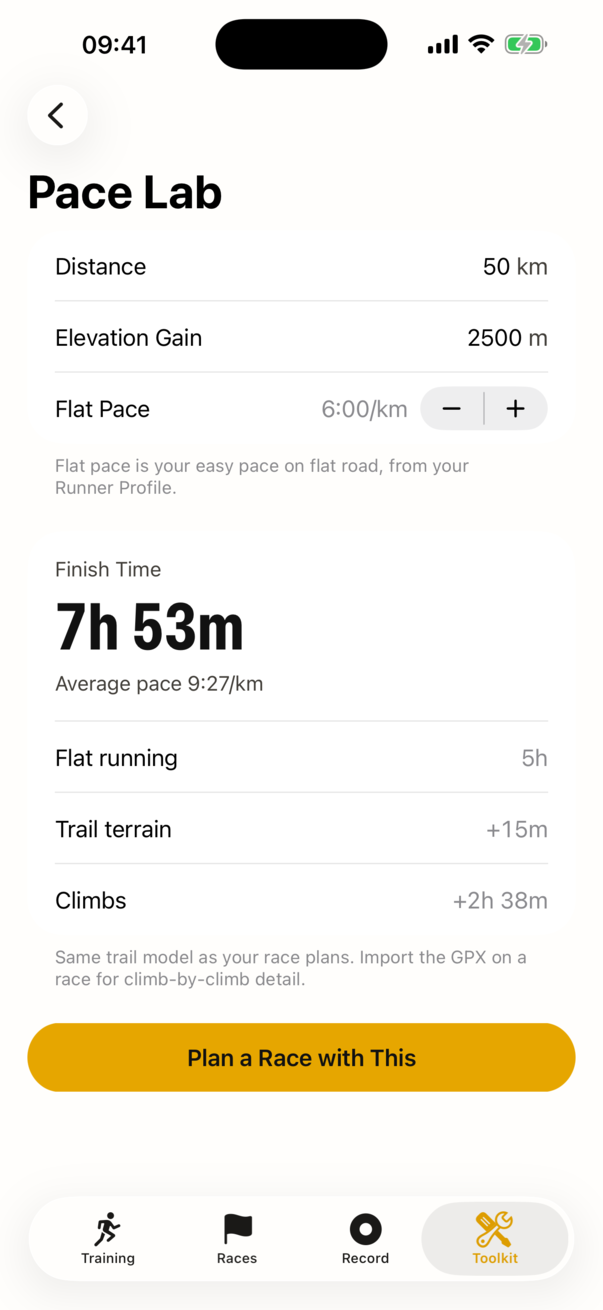 09:41
Pace Lab
Distance 50 km
Elevation Gain 2500 m
Flat Pace 6:00/km − +
Flat pace is your easy pace on flat road, from your
Runner Profile.
Finish Time
7h 53m
Average pace 9:27/km
Flat running 5h
Trail terrain +15m
Climbs +2h 38m
Same trail model as your race plans. Import the GPX on a
race for climb-by-climb detail.
Plan a Race with This
Training Races Record Toolkit